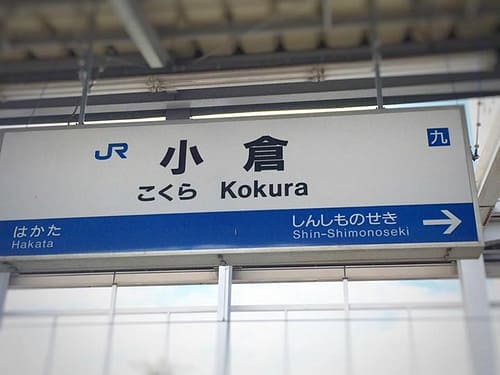 JR 小倉 九
こくら Kokura
はかた しんしものせき →
Hakata Shin-Shimonoseki